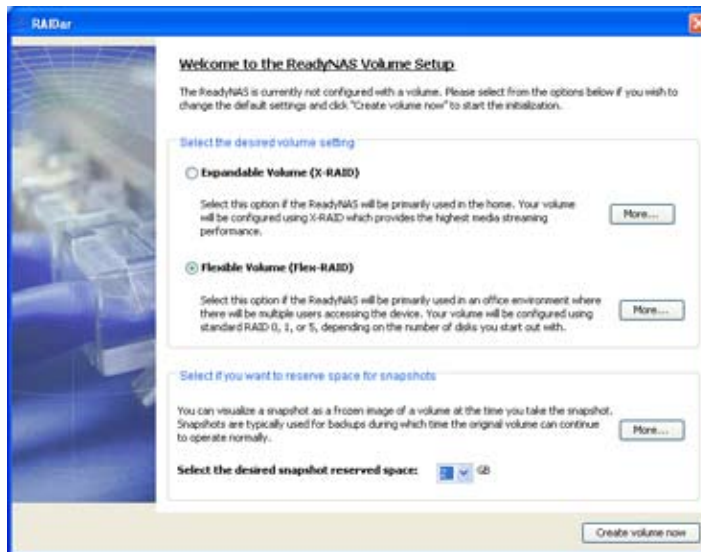 RAIDar
Welcome to the ReadyNAS Volume Setup
The ReadyNAS is currently not configured with a volume. Please select from the options below if you wish to
change the default settings and click "Create volume now" to start the initialization.
Select the desired volume setting
Expandable Volume (X-RAID)
Select this option if the ReadyNAS will be primarily used in the home. Your volume
will be configured using X-RAID which provides the highest media streaming
performance.
More...
Flexible Volume (Flex-RAID)
Select this option if the ReadyNAS will be primarily used in an office environment where
there will be multiple users accessing the device. Your volume will be configured using
standard RAID 0, 1, or 5, depending on the number of disks you start out with.
More...
Select if you want to reserve space for snapshots
You can visualize a snapshot as a frozen image of a volume at the time you take the snapshot.
Snapshots are typically used for backups during which time the original volume can continue
to operate normally.
More...
Select the desired snapshot reserved space:
GB
Create volume now